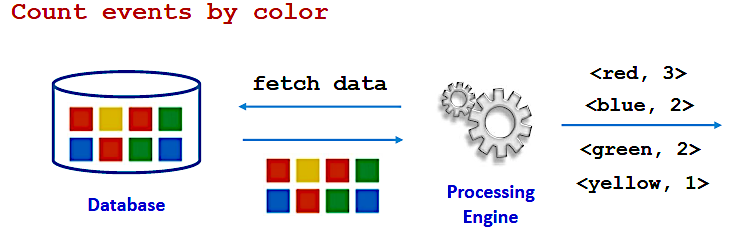 Count events by color
fetch data
<red, 3>
<blue, 2>
<green, 2>
<yellow, 1>
Database
Processing
Engine